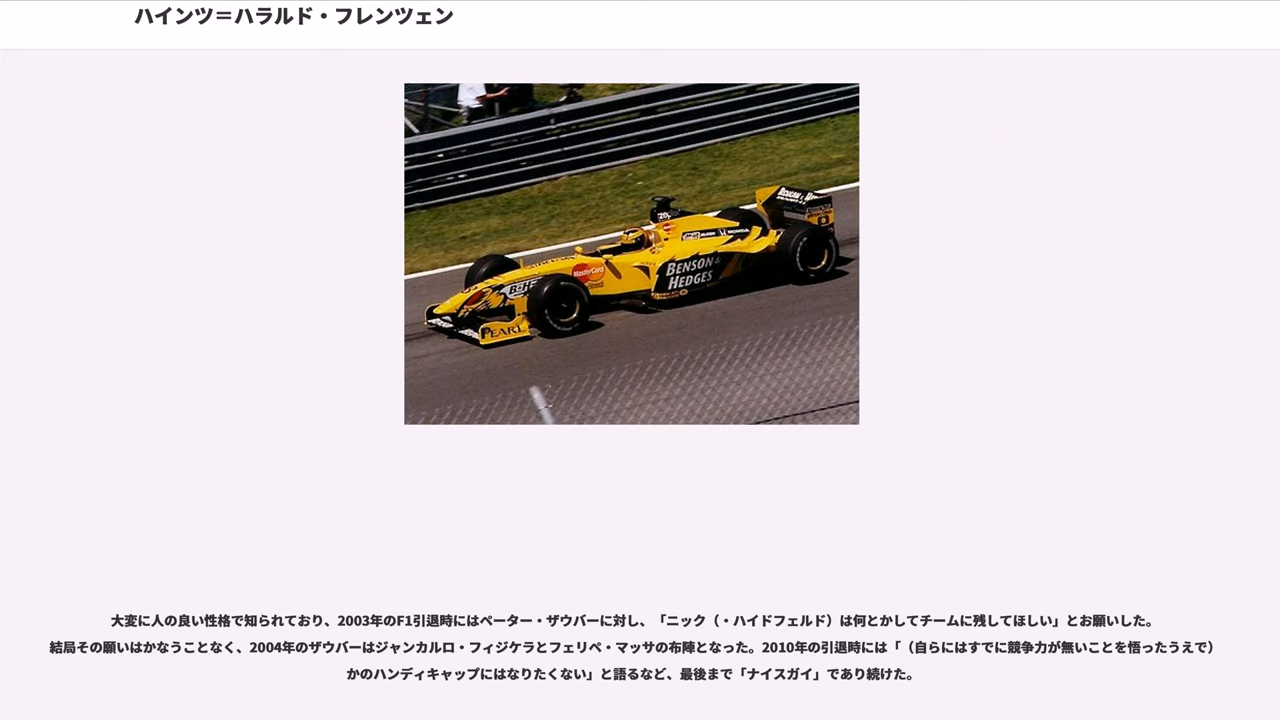 ハインツ＝ハラルド・フレンツェン
BENSON &
HEDGES
MasterCard
HONDA
B&H
PEARL
大変に人の良い性格で知られており、2003年のF1引退時にはペーター・ザウバーに対し、「ニック（・ハイドフェルド）は何とかしてチームに残してほしい」とお願いした。
結局その願いはかなうことなく、2004年のザウバーはジャンカルロ・フィジケラとフェリペ・マッサの布陣となった。2010年の引退時には「（自らにはすでに競争力が無いことを悟ったうえで）
かのハンディキャップにはなりたくない」と語るなど、最後まで「ナイスガイ」であり続けた。